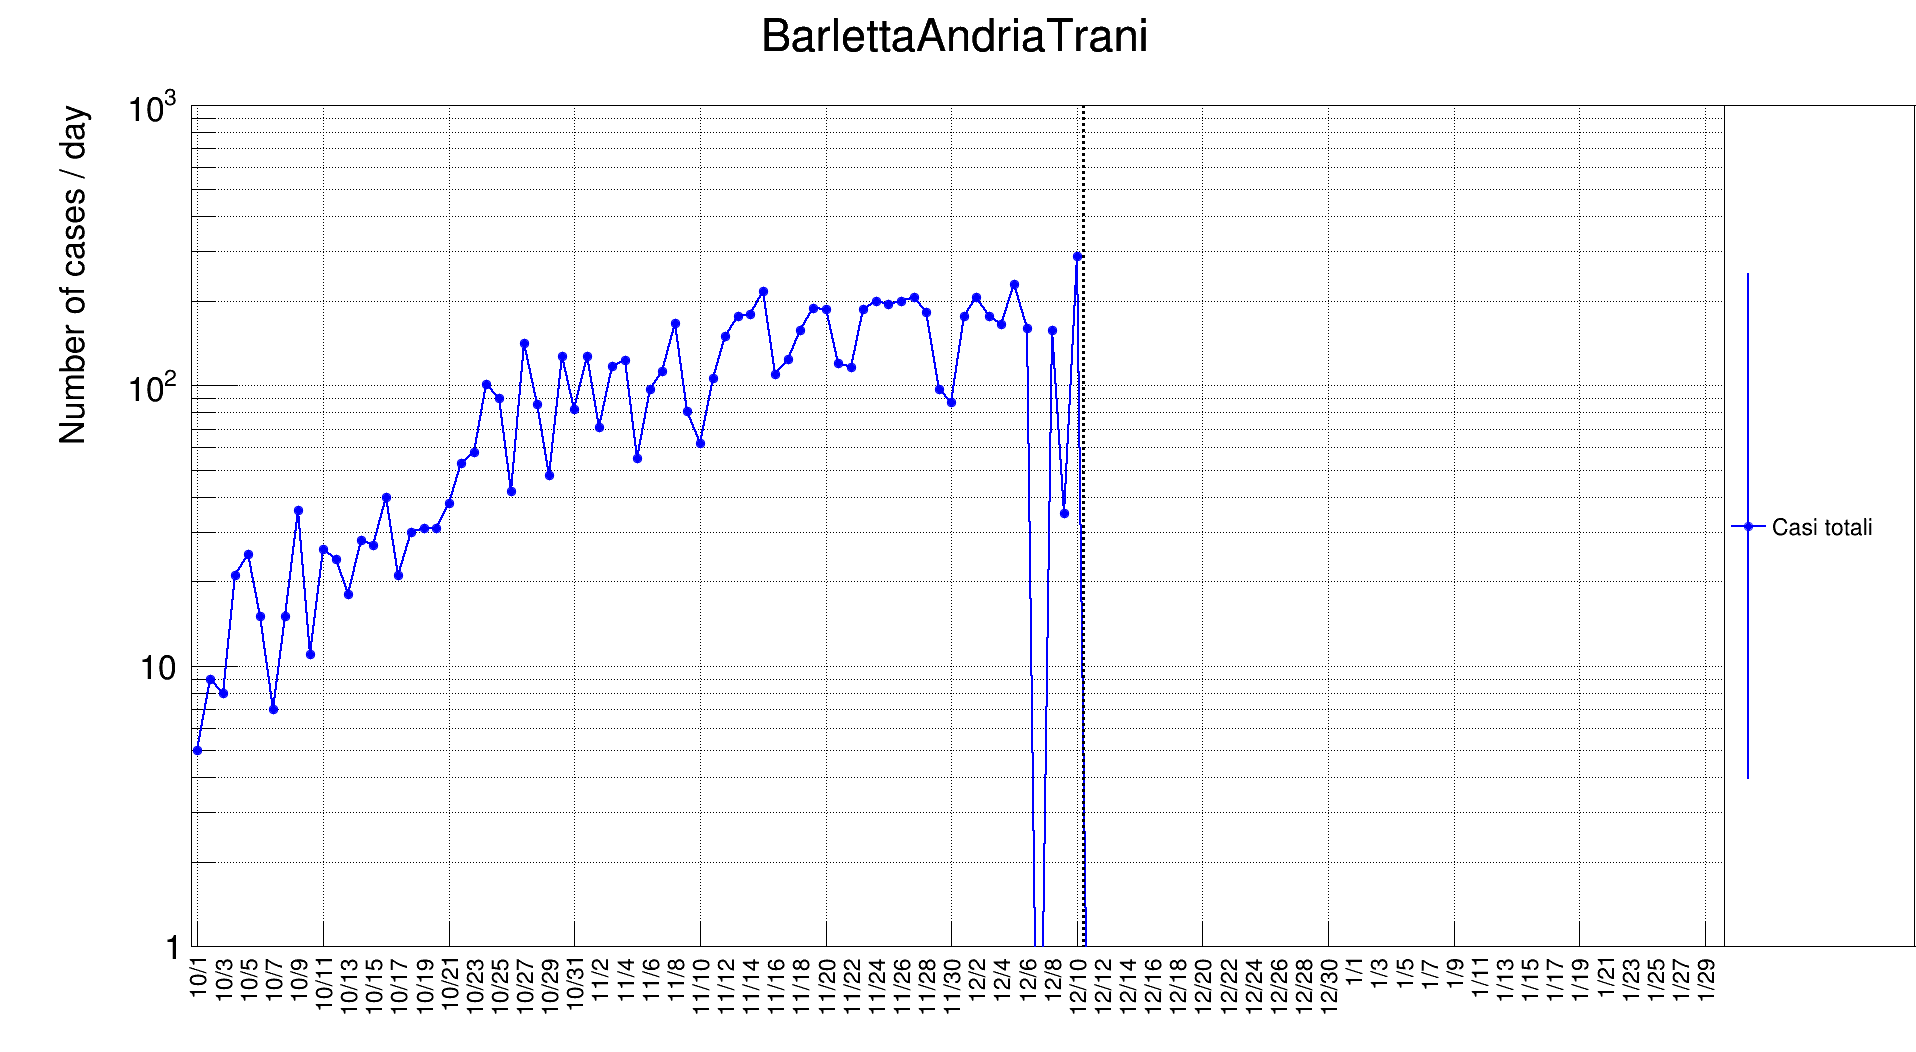 BarlettaAndriaTrani
Number of cases / day
10³
10²
10
1
10/1 10/3 10/5 10/7 10/9 10/11 10/13 10/15 10/17 10/19 10/21 10/23 10/25 10/27 10/29 10/31 11/2 11/4 11/6 11/8 11/10 11/12 11/14 11/16 11/18 11/20 11/22 11/24 11/26 11/28 11/30 12/2 12/4 12/6 12/8 12/10 12/12 12/14 12/16 12/18 12/20 12/22 12/24 12/26 12/28 12/30 1/1 1/3 1/5 1/7 1/9 1/11 1/13 1/15 1/17 1/19 1/21 1/23 1/25 1/27 1/29
Casi totali